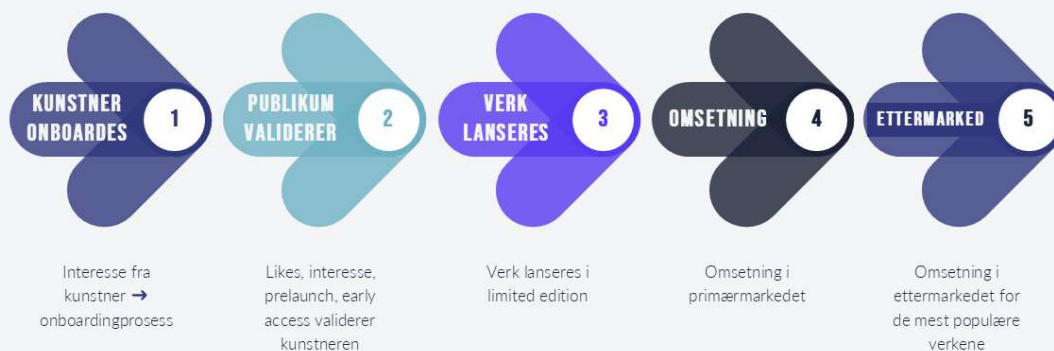 KUNSTNER
ONBOARDES
1
PUBLIKUM
VALIDERER
2
VERK
LANSERES
3
OMSETNING
4
ETTERMARKED
5
Interesse fra
kunstner ➜
onboardingprosess
Likes, interesse,
prelaunch, early
access validerer
kunstneren
Verk lanseres i
limited edition
Omsetning i
primærmarkedet
Omsetning i
ettermarkedet for
de mest populære
verkene